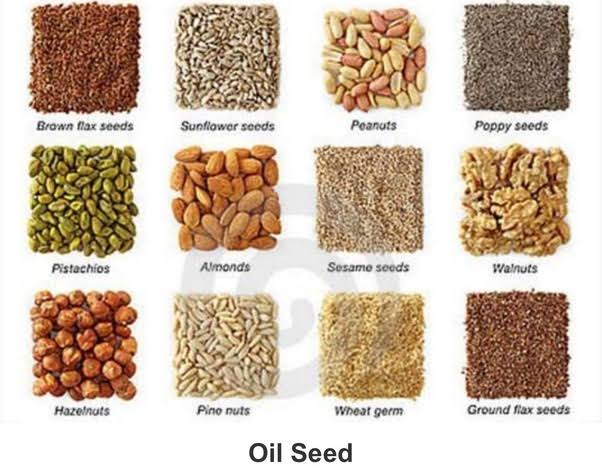 Brown flax seeds
Sunflower seeds
Peanuts
Poppy seeds
Pistachios
Almonds
Sesame seeds
Walnuts
Hazelnuts
Pine nuts
Wheat germ
Ground flax seeds
Oil Seed